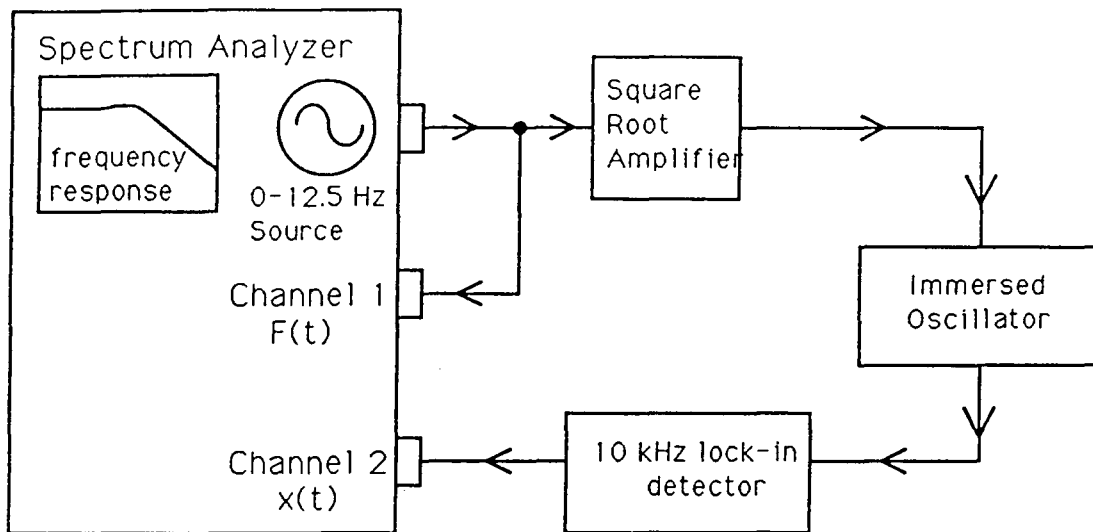 Spectrum Analyzer
frequency
response
0-12.5 Hz
Source
Channel 1
F(t)
Channel 2
x(t)
Square
Root
Amplifier
Immersed
Oscillator
10 kHz lock-in
detector